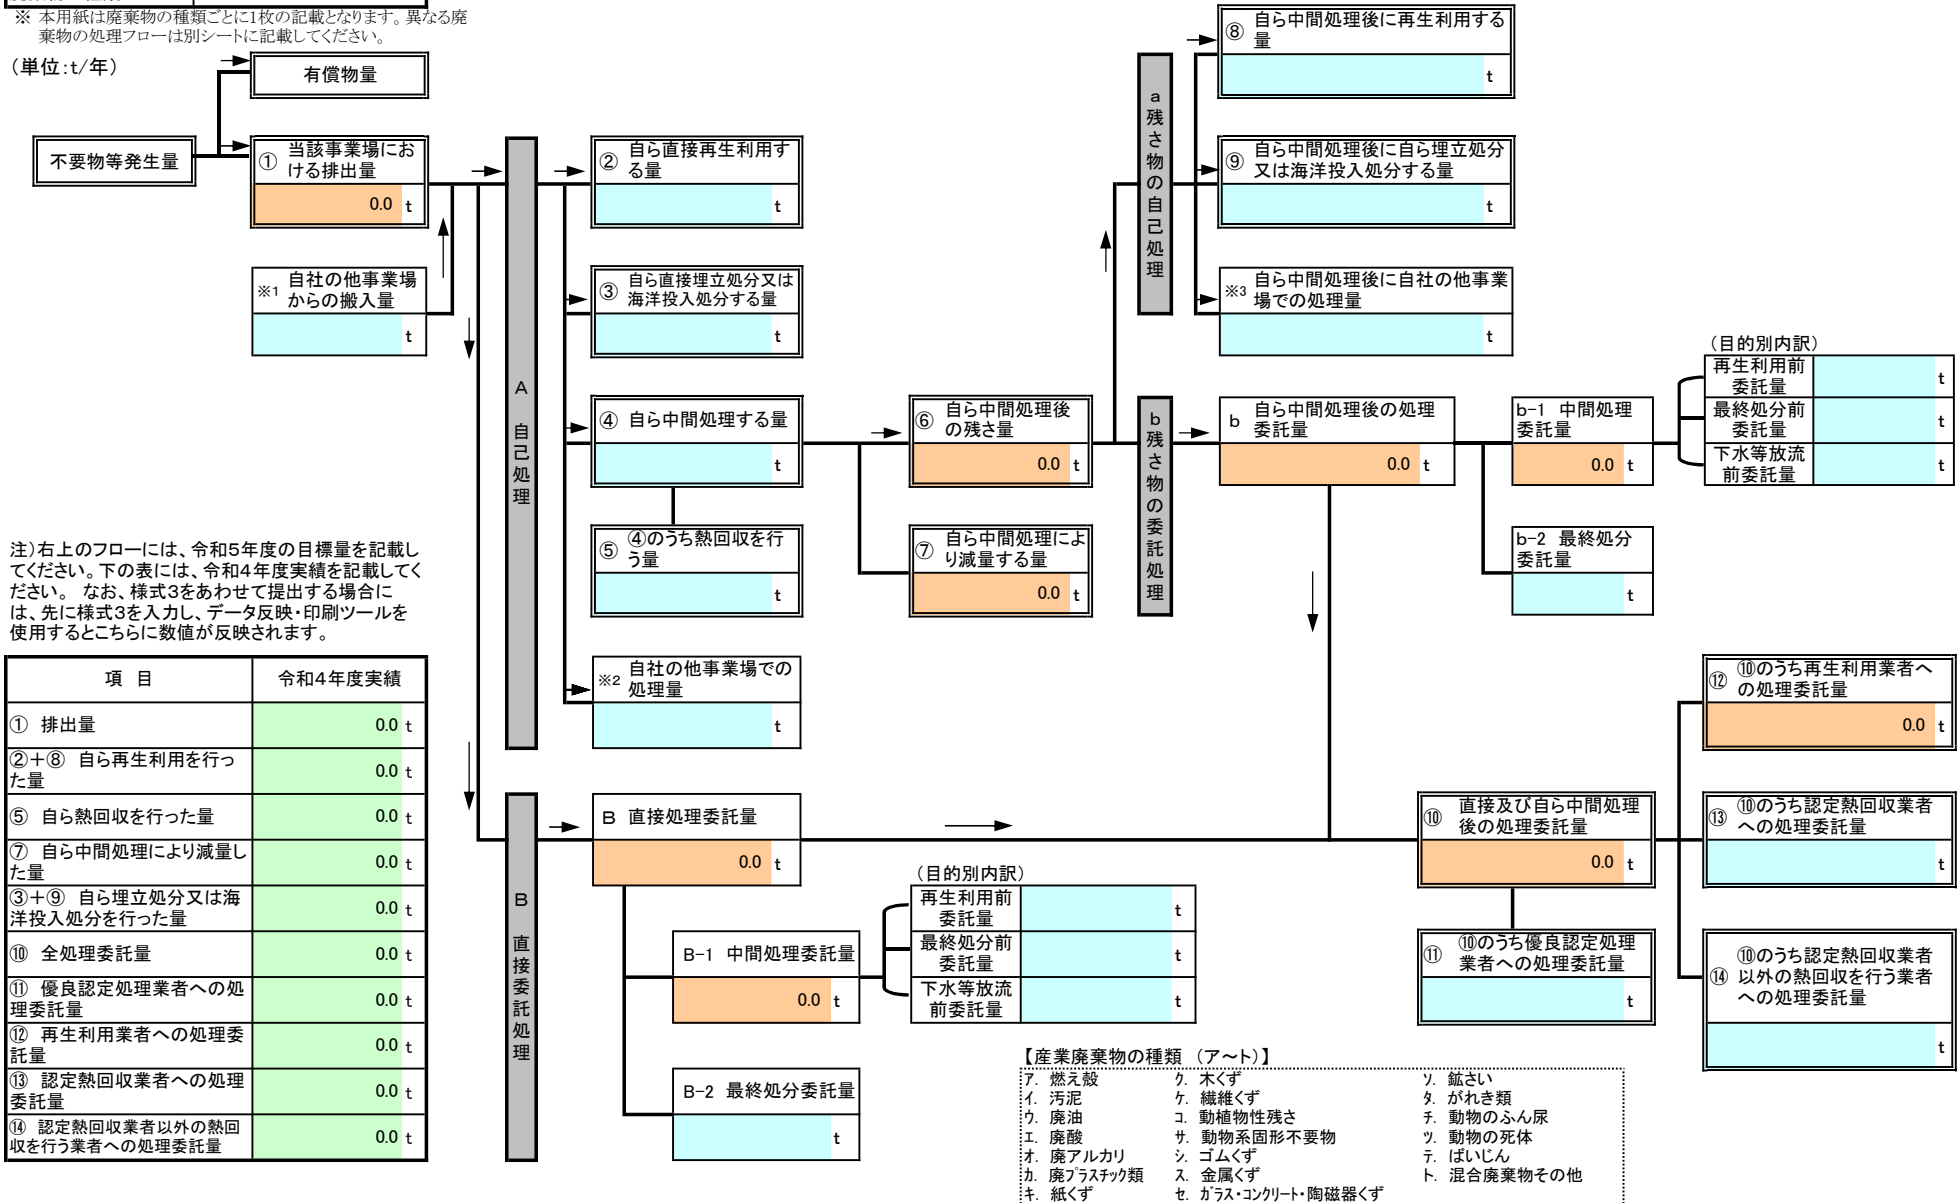 ※ 本用紙は廃棄物の種類ごとに1枚の記載となります。異なる廃
棄物の処理フローは別シートに記載してください。
（単位:t/年）
有償物量
不要物等発生量
① 当該事業場にお
ける排出量
0.0 t
※1 自社の他事業場
からの搬入量
t
A 自己処理
② 自ら直接再生利用す
る量
t
③ 自ら直接埋立処分又は
海洋投入処分する量
t
④ 自ら中間処理する量
t
⑤ ④のうち熱回収を行
う量
t
※2 自社の他事業場での
処理量
t
⑥ 自ら中間処理後
の残さ量
0.0 t
⑦ 自ら中間処理によ
り減量する量
0.0 t
a 残さ物の自己処理
⑧ 自ら中間処理後に再生利用する
量
t
⑨ 自ら中間処理後に自ら埋立処分
又は海洋投入処分する量
t
※3 自ら中間処理後に自社の他事業
場での処理量
t
b 残さ物の委託処理
b 自ら中間処理後の処理
委託量
0.0 t
b-1 中間処理
委託量
0.0 t
b-2 最終処分
委託量
t
（目的別内訳）
再生利用前
委託量
t
最終処分前
委託量
t
下水等放流
前委託量
t
注)右上のフローには、令和5年度の目標量を記載し
てください。下の表には、令和4年度実績を記載してく
ださい。 なお、様式3をあわせて提出する場合に
は、先に様式3を入力し、データ反映・印刷ツールを
使用するとこちらに数値が反映されます。
項 目 令和4年度実績
① 排出量 0.0 t
②＋⑧ 自ら再生利用を行っ
た量 0.0 t
⑤ 自ら熱回収を行った量 0.0 t
⑦ 自ら中間処理により減量し
た量 0.0 t
③＋⑨ 自ら埋立処分又は海
洋投入処分を行った量 0.0 t
⑩ 全処理委託量 0.0 t
⑪ 優良認定処理業者への処
理委託量 0.0 t
⑫ 再生利用業者への処理委
託量 0.0 t
⑬ 認定熱回収業者への処理
委託量 0.0 t
⑭ 認定熱回収業者以外の熱回
収を行う業者への処理委託量 0.0 t
B 直接委託処理
B 直接処理委託量
0.0 t
B-1 中間処理委託量
0.0 t
B-2 最終処分委託量
t
（目的別内訳）
再生利用前
委託量
t
最終処分前
委託量
t
下水等放流
前委託量
t
⑩ 直接及び自ら中間処理
後の処理委託量
0.0 t
⑪ ⑩のうち優良認定処理
業者への処理委託量
t
⑫ ⑩のうち再生利用業者へ
の処理委託量
0.0 t
⑬ ⑩のうち認定熱回収業者
への処理委託量
t
⑭ ⑩のうち認定熱回収業者
以外の熱回収を行う業者
への処理委託量
t
【産業廃棄物の種類 （ア～ト）】
ｱ. 燃え殻 ｸ. 木くず ｿ. 鉱さい
ｲ. 汚泥 ｹ. 繊維くず ﾀ. がれき類
ｳ. 廃油 ｺ. 動植物性残さ ﾁ. 動物のふん尿
ｴ. 廃酸 ｻ. 動物系固形不要物 ﾂ. 動物の死体
ｵ. 廃アルカリ ｼ. ゴムくず ﾃ. ばいじん
ｶ. 廃ﾌﾟﾗｽﾁｯｸ類 ｽ. 金属くず ﾄ. 混合廃棄物その他
ｷ. 紙くず ｾ. ｶﾞﾗｽ・ｺﾝｸﾘｰﾄ・陶磁器くず